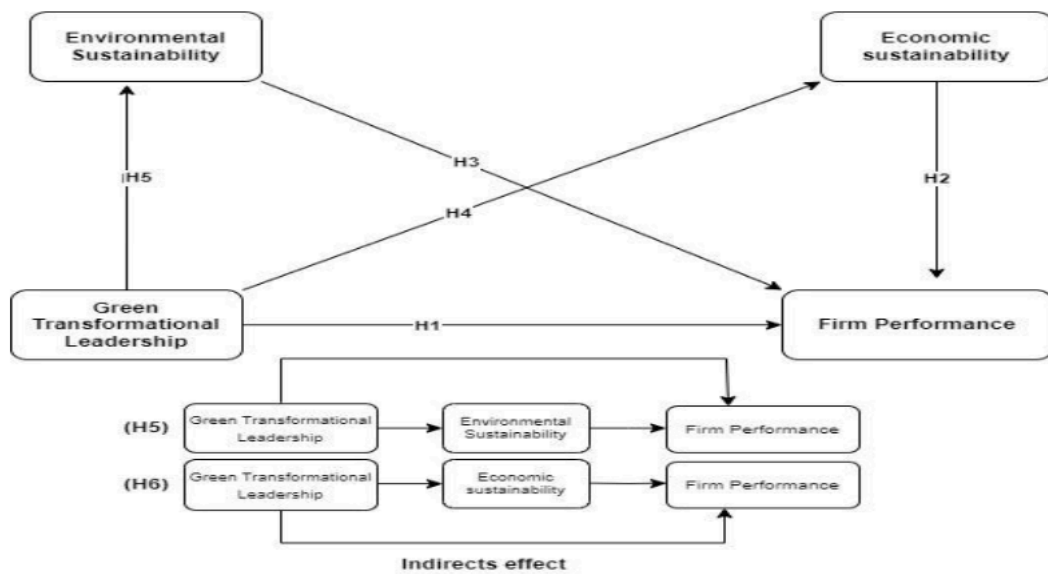 Environmental
Sustainability
Economic
sustainability
H3
H5
H2
H4
Green
Transformational
Leadership
H1
Firm Performance
(H5)
Green Transformational
Leadership
Environmental
Sustainability
Firm Performance
(H6)
Green Transformational
Leadership
Economic
sustainability
Firm Performance
Indirects effect